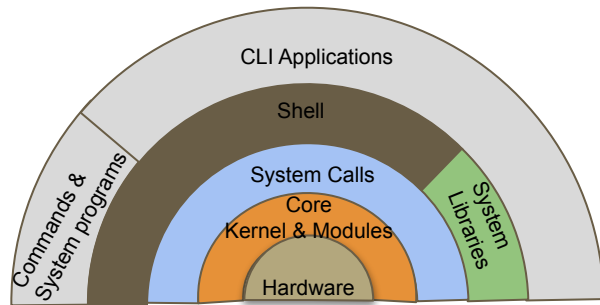 CLI Applications
Shell
Commands &
System programs
System Calls
System
Libraries
Core
Kernel & Modules
Hardware